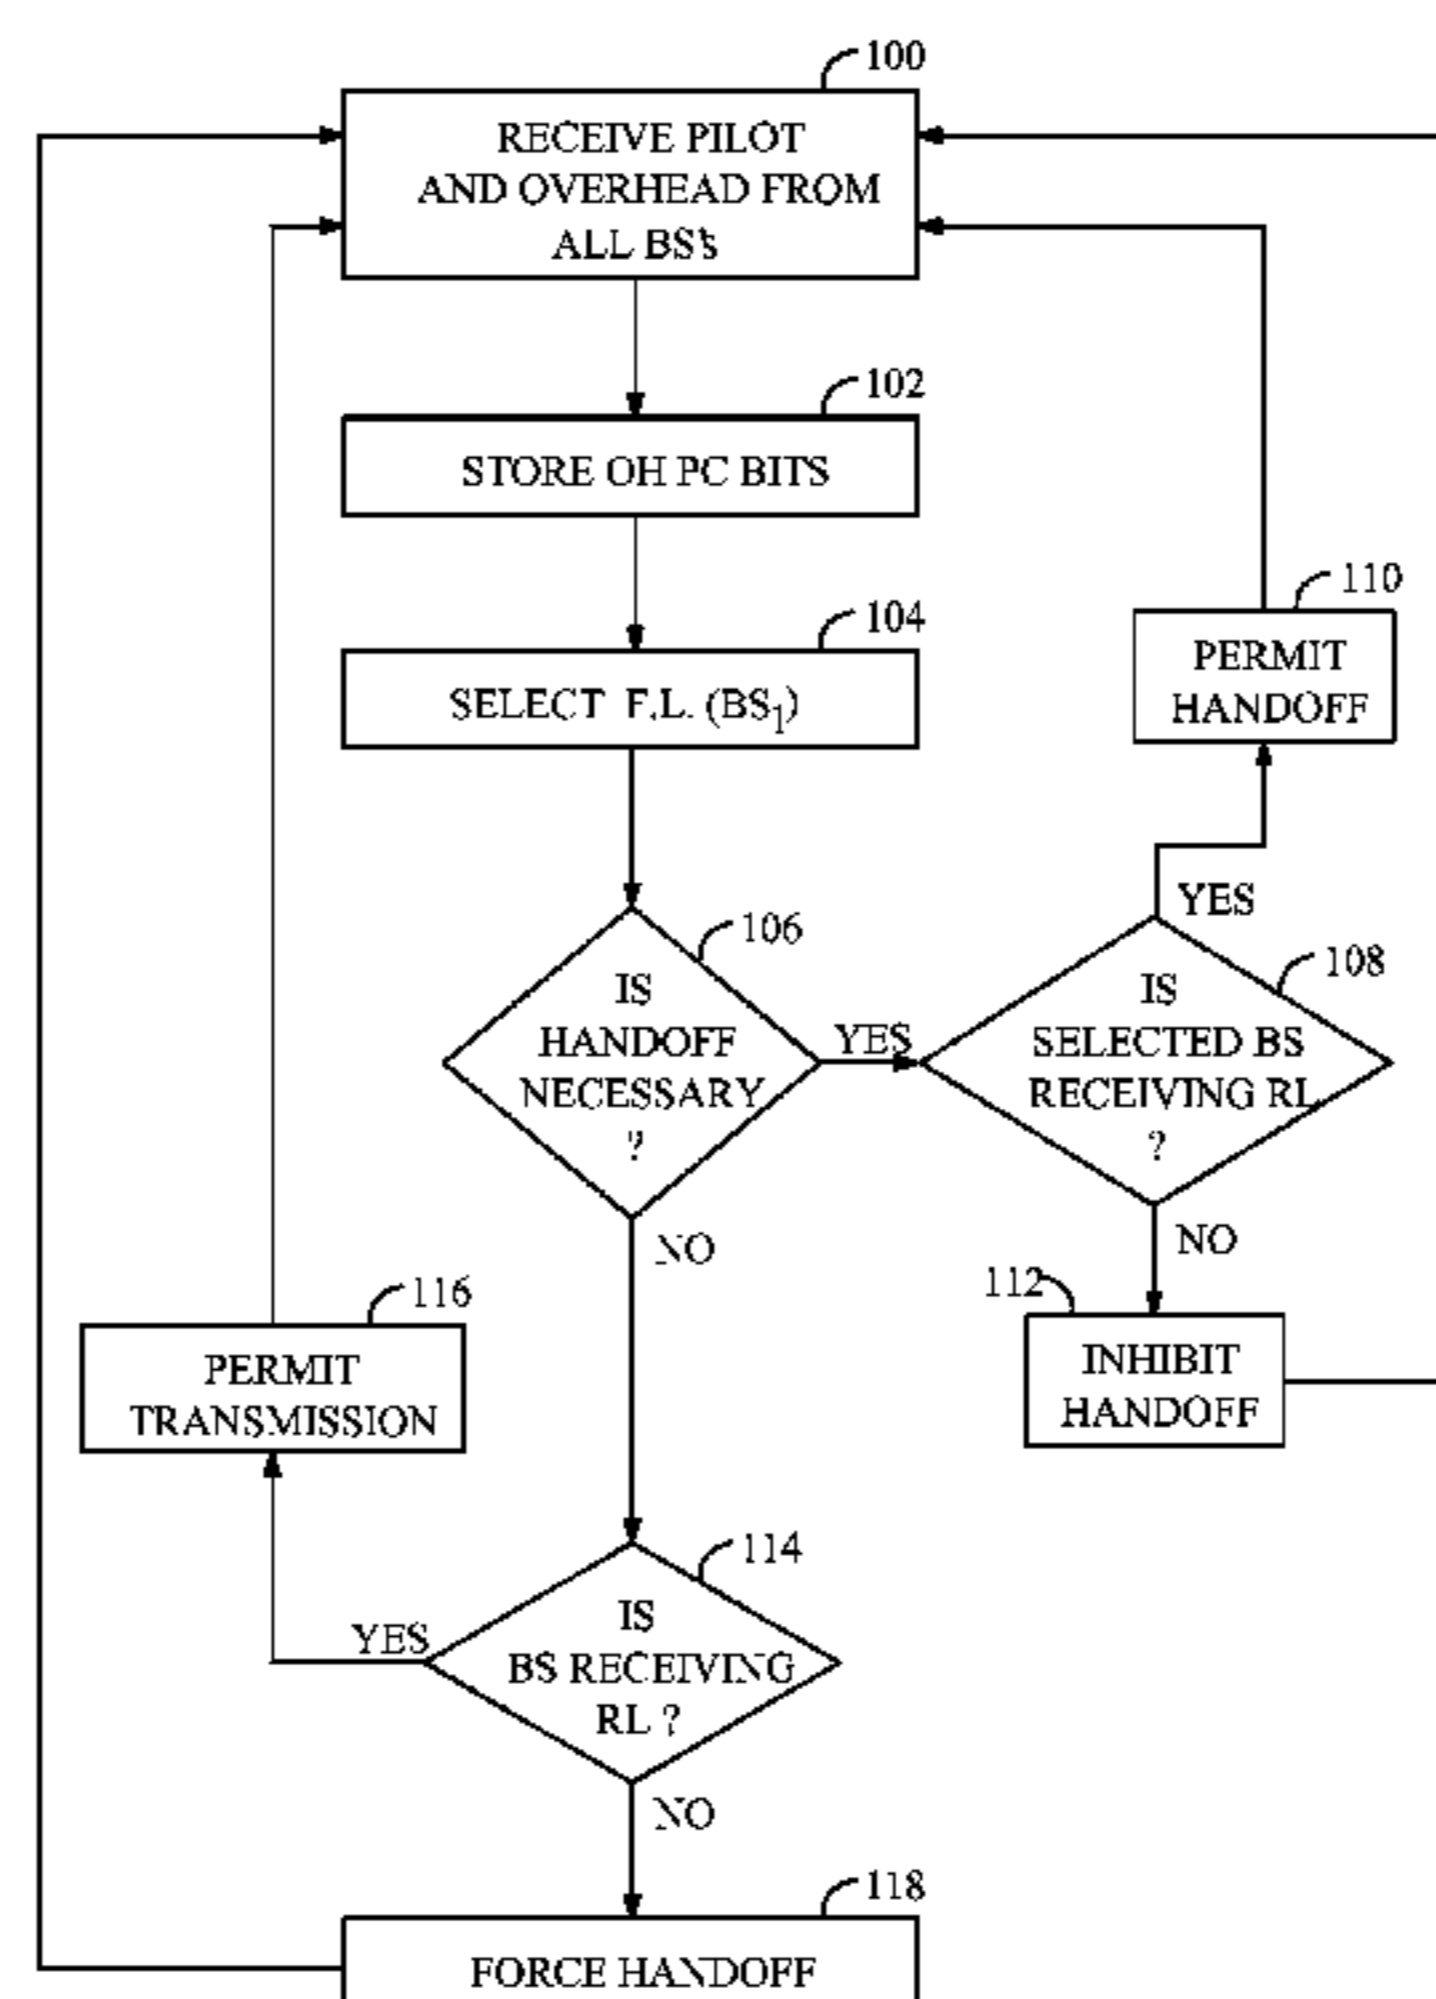 100
RECEIVE PILOT
AND OVERHEAD FROM
ALL BS's
102
STORE OH PC BITS
104
SELECT F.L. (BS1)
110
PERMIT
HANDOFF
106
IS
HANDOFF
NECESSARY
?
YES
NO
YES
108
IS
SELECTED BS
RECEIVING RL
?
NO
112
INHIBIT
HANDOFF
116
PERMIT
TRANSMISSION
114
IS
BS RECEIVING
RL ?
YES
NO
118
FORCE HANDOFF